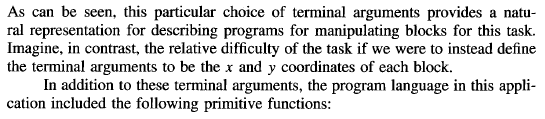 As can be seen, this particular choice of terminal arguments provides a natu-
ral representation for describing programs for manipulating blocks for this task.
Imagine, in contrast, the relative difficulty of the task if we were to instead define
the terminal arguments to be the x and y coordinates of each block.
In addition to these terminal arguments, the program language in this appli-
cation included the following primitive functions: